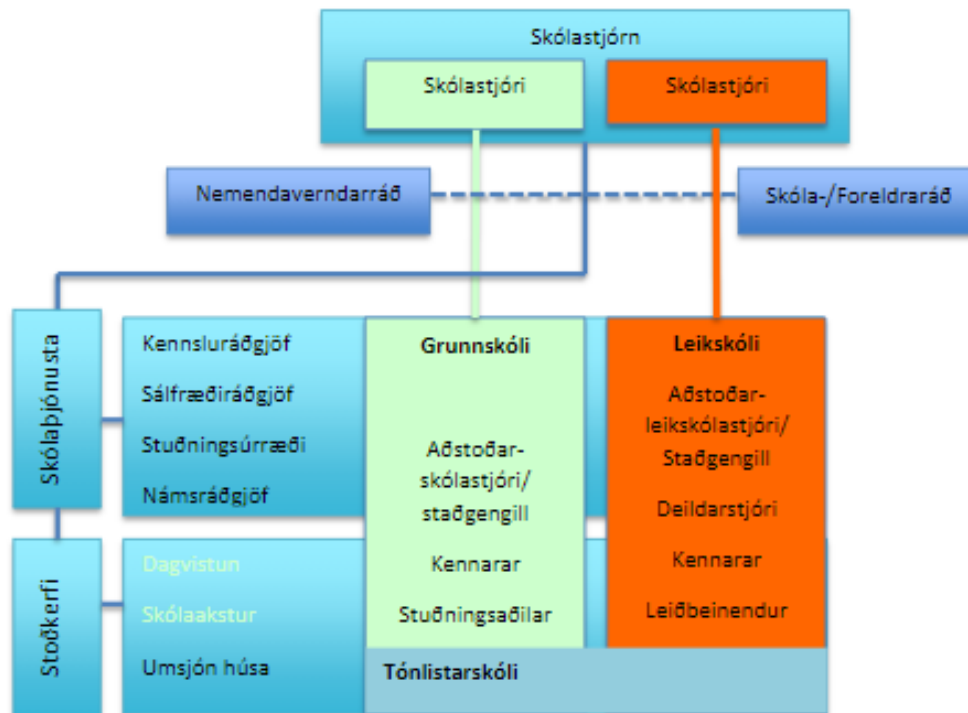 Skólastjórn
Skólastjóri
Skólastjóri
Nemendaverndarráð
Skóla-/Foreldraráð
Skólaþjónusta
Kennsluráðgjöf
Sálfræðiráðgjöf
Stuðningsúrræði
Námsráðgjöf
Grunnskóli
Aðstoðar-
skólastjóri/
staðgengill
Kennarar
Stuðningsaðilar
Leikskóli
Aðstoðar-
leikskólastjóri/
Staðgengill
Deildarstjóri
Kennarar
Leiðbeinendur
Stoðkerfi
Dagvistun
Skólaakstur
Umsjón húsa
Tónlistarskóli